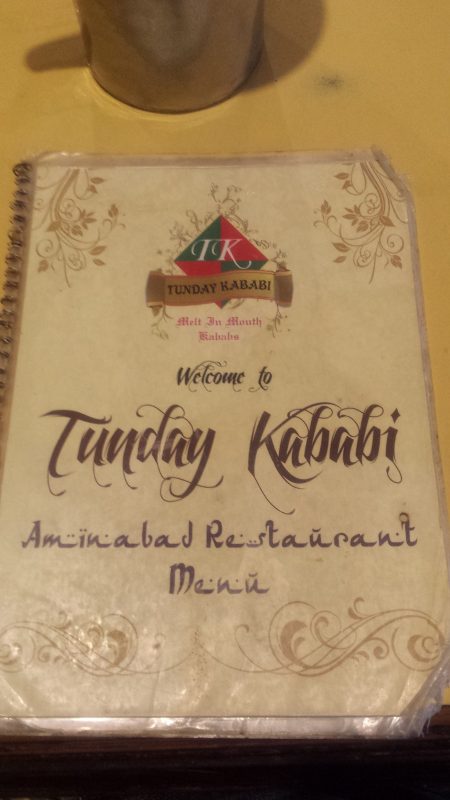 TK
TUNDAY KABABI
Melt In Mouth
Kababs
Welcome to
Tunday Kababi
Aminabad Restaurant
Menu